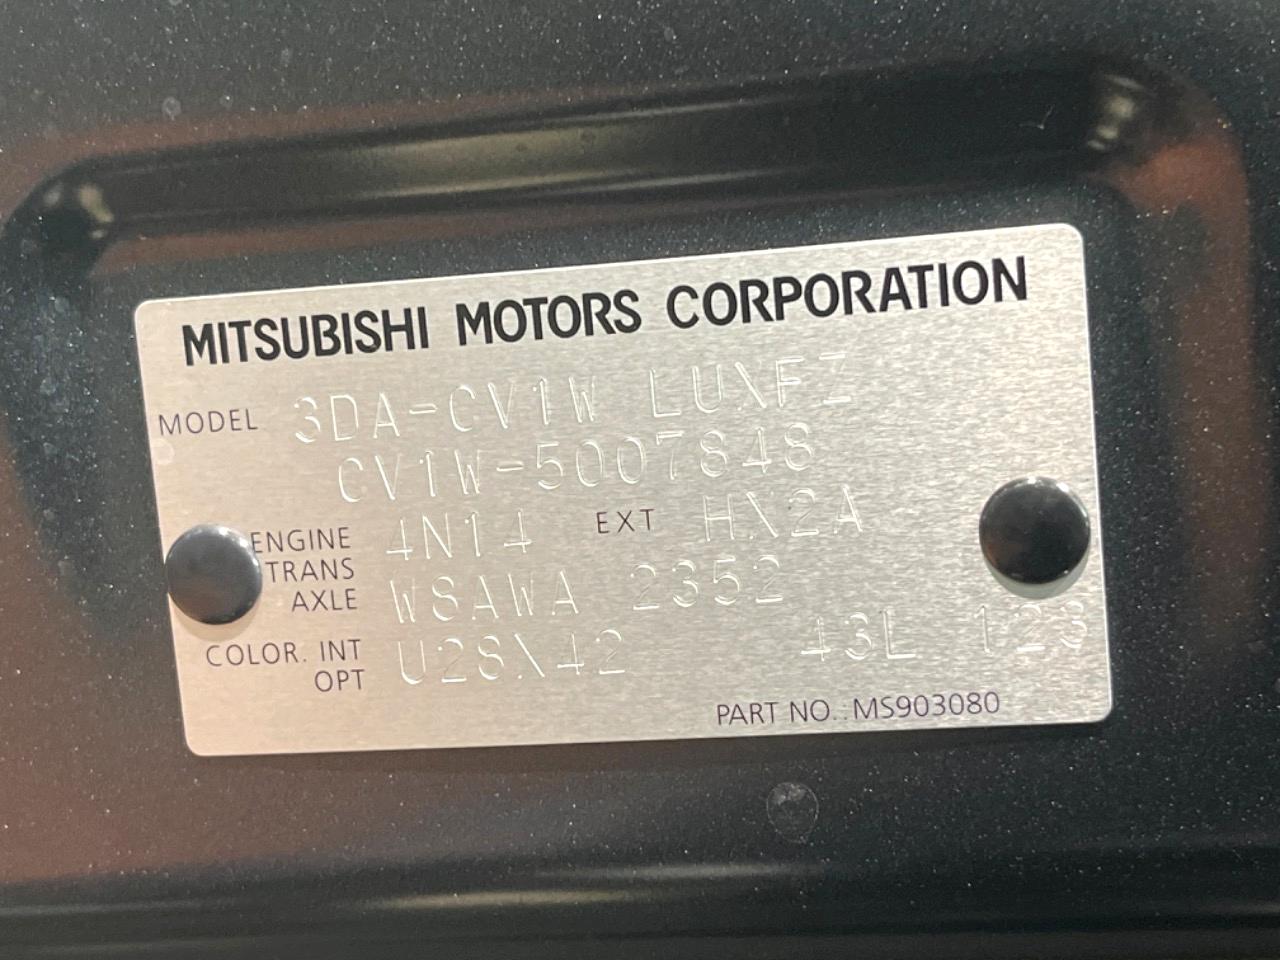 MITSUBISHI MOTORS CORPORATION
MODEL 3DA-CV1W LUXFZ
CV1W-5007848
ENGINE 4N14 EXT HX2A
TRANS
AXLE W8AWA 2352
COLOR. INT
OPT U28X42 43L 123
PART NO. MS903080